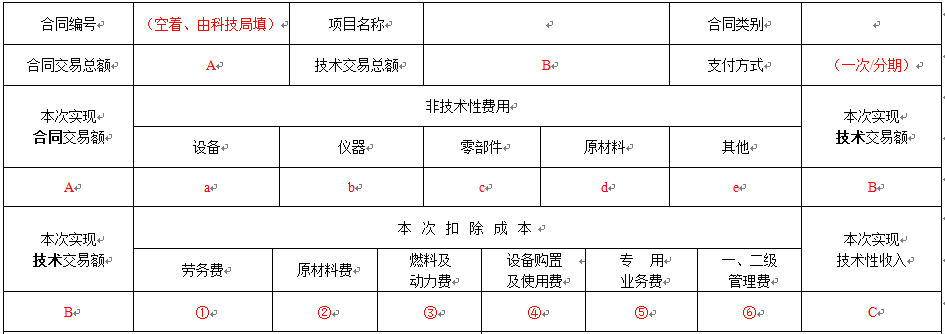 合同编号 （空着、由科技局填） 项目名称 合同类别
合同交易总额 A 技术交易总额 B 支付方式 （一次/分期）
本次实现
合同交易额
非技术性费用
本次实现
技术交易额
设备 仪器 零部件 原材料 其他
A a b c d e B
本次实现
技术交易额
本 次 扣 除 成 本
本次实现
技术性收入
劳务费 原材料费
燃料及
动力费
设备购置
及使用费
专 用
业务费
一、二级
管理费
B ① ② ③ ④ ⑤ ⑥ C